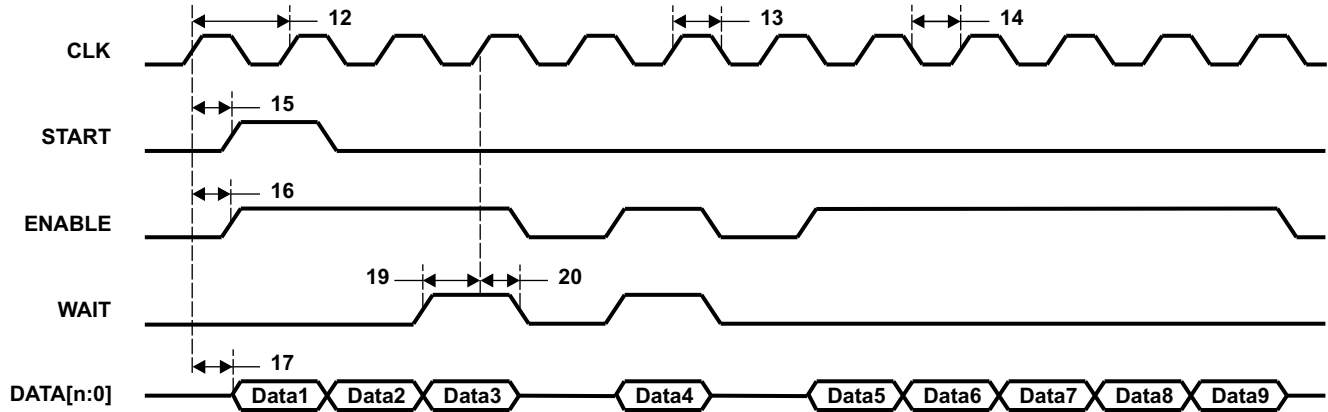 12 13 14
CLK
15
START
16
ENABLE
19 20
WAIT
17
DATA[n:0] Data1 Data2 Data3 Data4 Data5 Data6 Data7 Data8 Data9